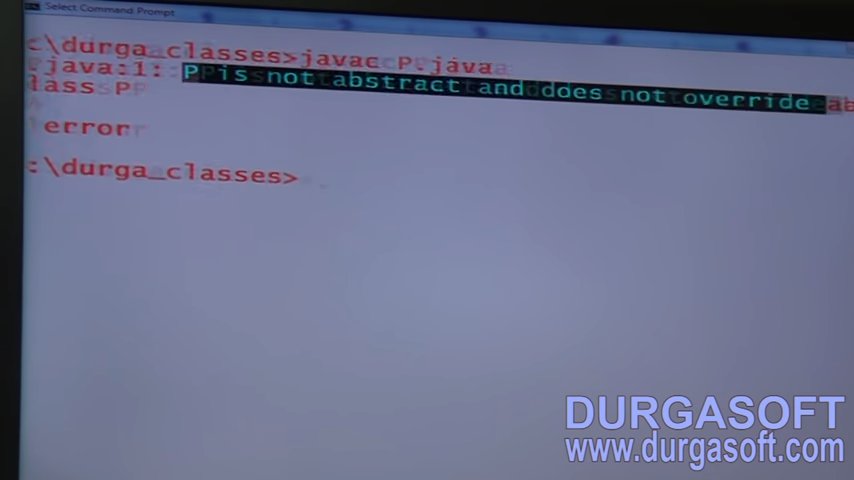 Select Command Prompt
c\durga_classes>javac P.java
.java:1: P is not abstract and does not override ab
lass P
error
:\durga_classes>
DURGASOFT
www.durgasoft.com